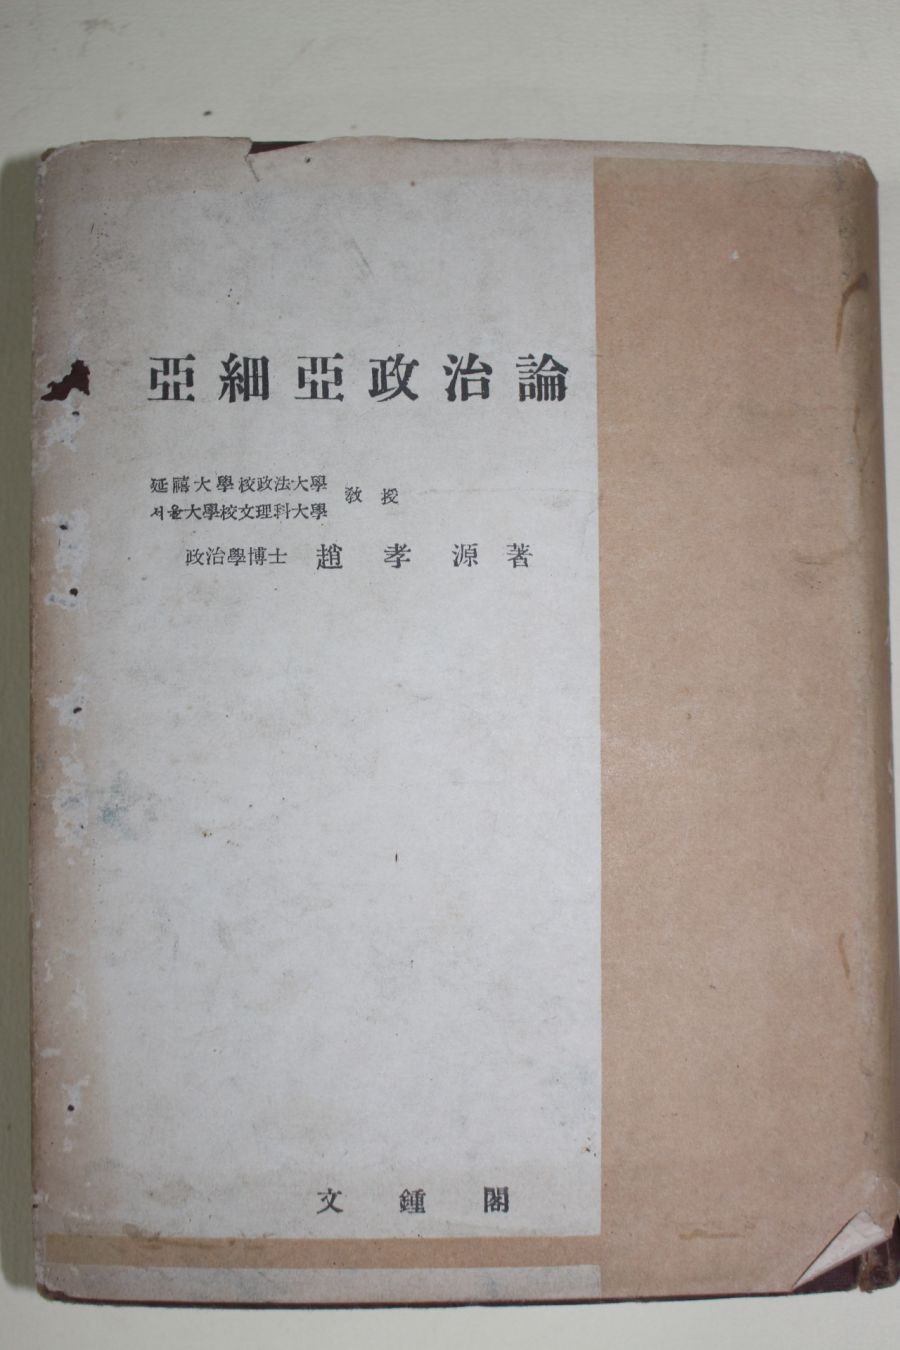 亞細亞政治論
延禧大學校政法大學
서울大學校文理科大學
敎授
政治學博士 趙孝源著
文鍾閣